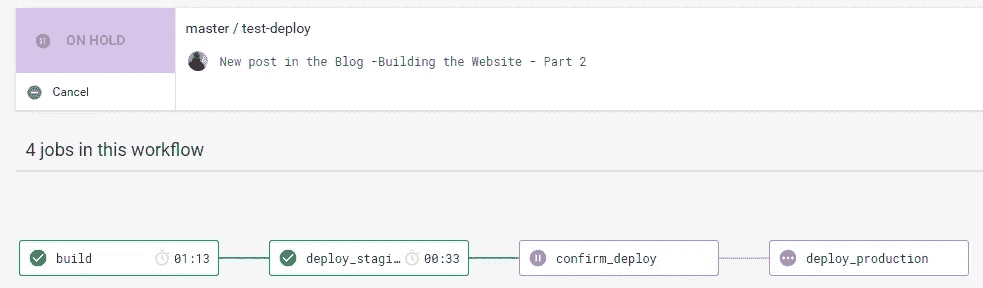 ON HOLD
master / test-deploy
New post in the Blog -Building the Website - Part 2
Cancel
4 jobs in this workflow
build 01:13
deploy_stagi… 00:33
confirm_deploy
deploy_production